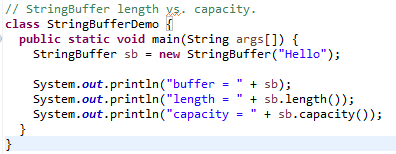 // StringBuffer length vs. capacity.
class StringBufferDemo {
  public static void main(String args[]) {
    StringBuffer sb = new StringBuffer("Hello");

    System.out.println("buffer = " + sb);
    System.out.println("length = " + sb.length());
    System.out.println("capacity = " + sb.capacity());
  }
}